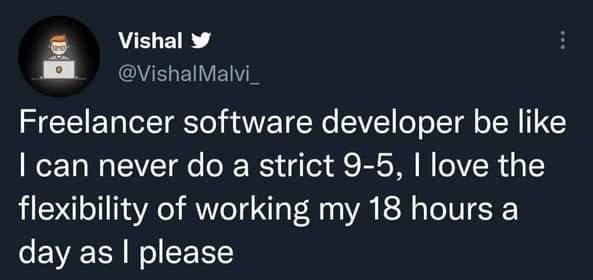 Vishal
@VishalMalvi_
Freelancer software developer be like
I can never do a strict 9-5, I love the
flexibility of working my 18 hours a
day as I please